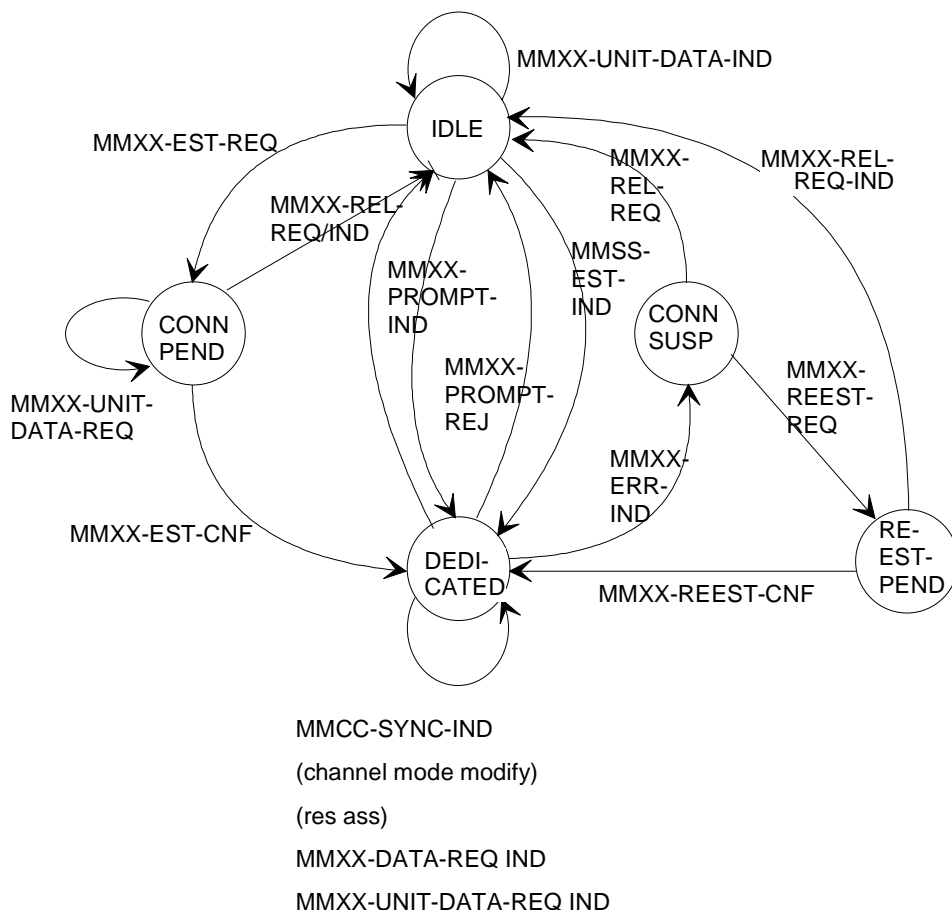 MMXX-UNIT-DATA-IND
IDLE
MMXX-EST-REQ
MMXX-
REL-
REQ
MMXX-REL-
REQ-IND
MMXX-REL-
REQ/IND
MMXX-
PROMPT-
IND
MMSS-
EST-
IND
CONN
PEND
CONN
SUSP
MMXX-
PROMPT-
REJ
MMXX-
REEST-
REQ
MMXX-UNIT-
DATA-REQ
MMXX-
ERR-
IND
MMXX-EST-CNF
DEDI-
CATED
RE-
EST-
PEND
MMXX-REEST-CNF
MMCC-SYNC-IND
(channel mode modify)
(res ass)
MMXX-DATA-REQ IND
MMXX-UNIT-DATA-REQ IND